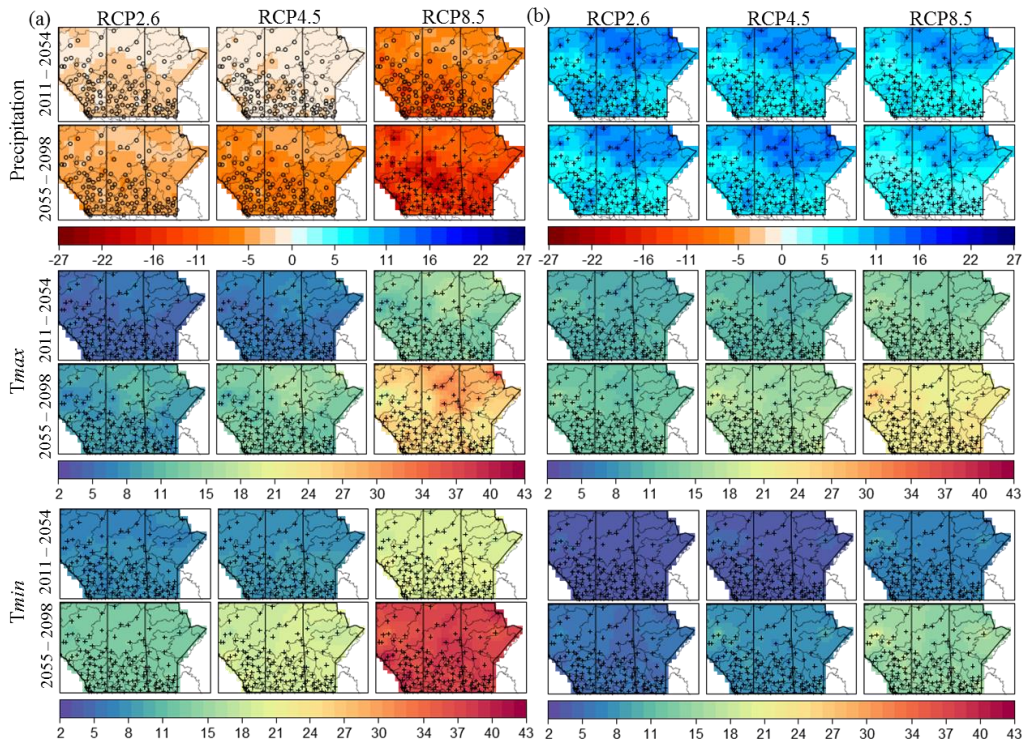 (a) RCP2.6 RCP4.5 RCP8.5 (b) RCP2.6 RCP4.5 RCP8.5
Precipitation
2011 – 2054
2055 – 2098
-27 -22 -16 -11 -5 0 5 11 16 22 27
-27 -22 -16 -11 -5 0 5 11 16 22 27
Tmax
2011 – 2054
2055 – 2098
2 5 8 11 15 18 21 24 27 30 34 37 40 43
2 5 8 11 15 18 21 24 27 30 34 37 40 43
Tmin
2011 – 2054
2055 – 2098
2 5 8 11 15 18 21 24 27 30 34 37 40 43
2 5 8 11 15 18 21 24 27 30 34 37 40 43